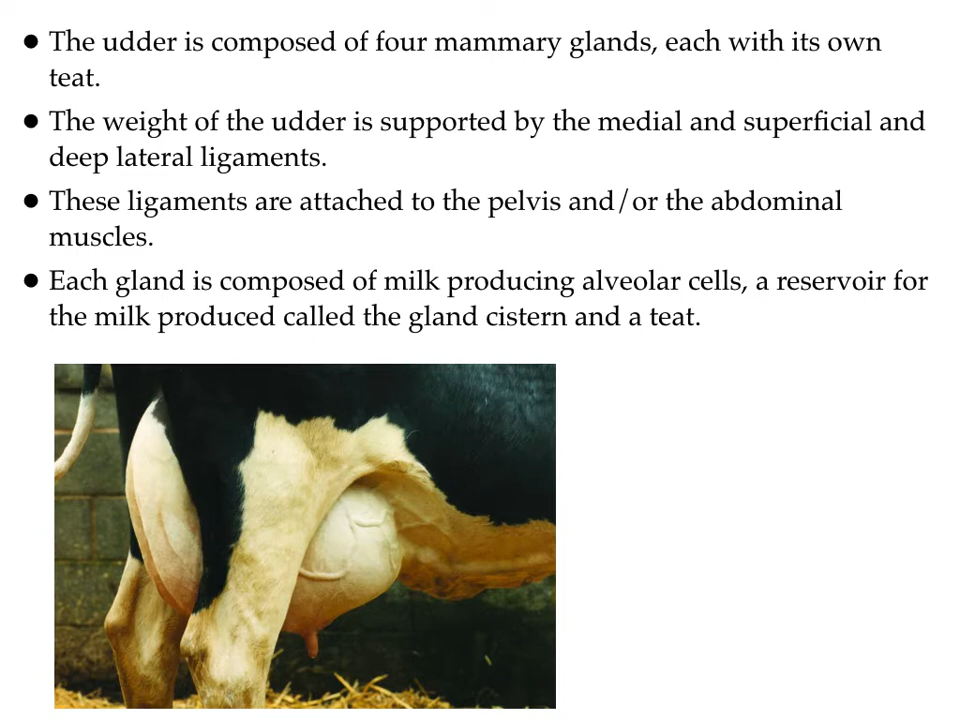 ● The udder is composed of four mammary glands, each with its own
teat.
● The weight of the udder is supported by the medial and superficial and
deep lateral ligaments.
● These ligaments are attached to the pelvis and/or the abdominal
muscles.
● Each gland is composed of milk producing alveolar cells, a reservoir for
the milk produced called the gland cistern and a teat.